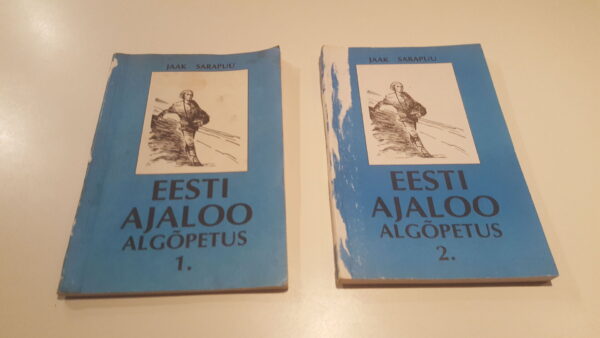 JAAK SARAPUU
EESTI
AJALOO
ALGÕPETUS
1.
JAAK SARAPUU
EESTI
AJALOO
ALGÕPETUS
2.